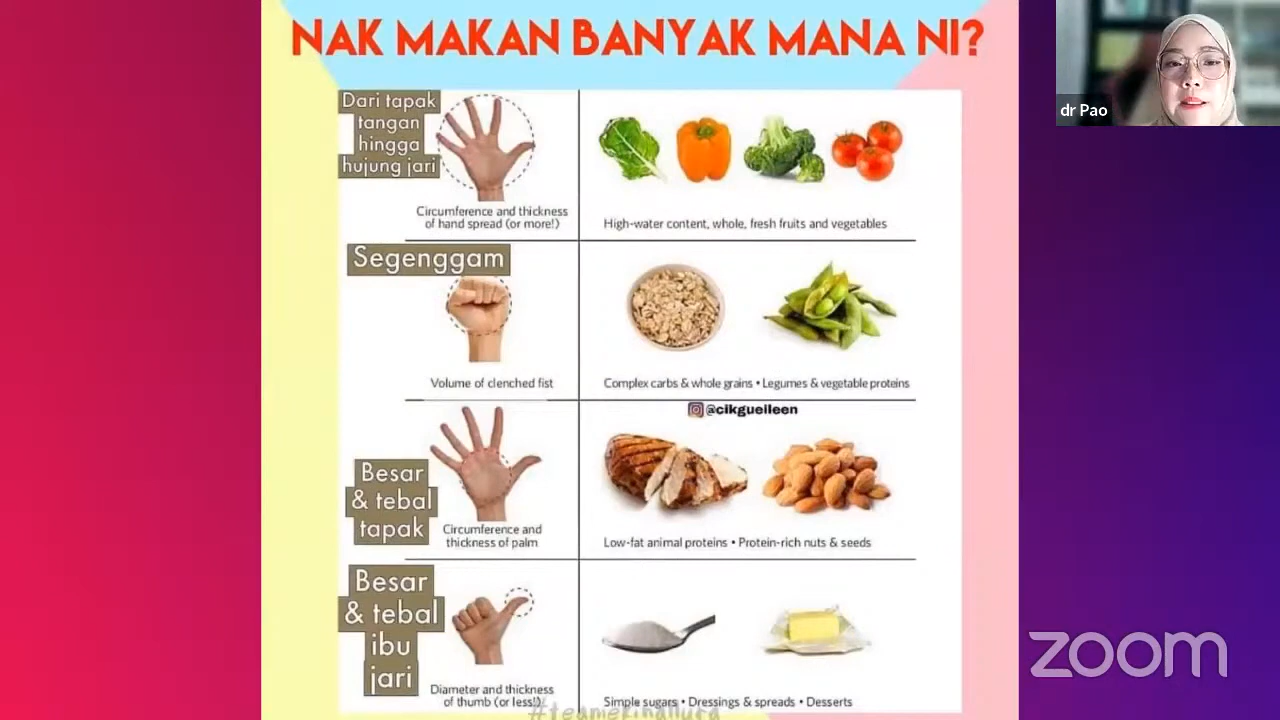 NAK MAKAN BANYAK MANA NI?
dr Pao
Dari tapak
tangan
hingga
hujung jari
Circumference and thickness
of hand spread (or more!)
High-water content, whole, fresh fruits and vegetables
Segenggam
Volume of clenched fist
Complex carbs & whole grains • Legumes & vegetable proteins
@cikgueileen
Besar
& tebal
tapak
Circumference and
thickness of palm
Low-fat animal proteins • Protein-rich nuts & seeds
Besar
& tebal
ibu
jari
Diameter and thickness
of thumb (or less!)
Simple sugars • Dressings & spreads • Desserts
zoom